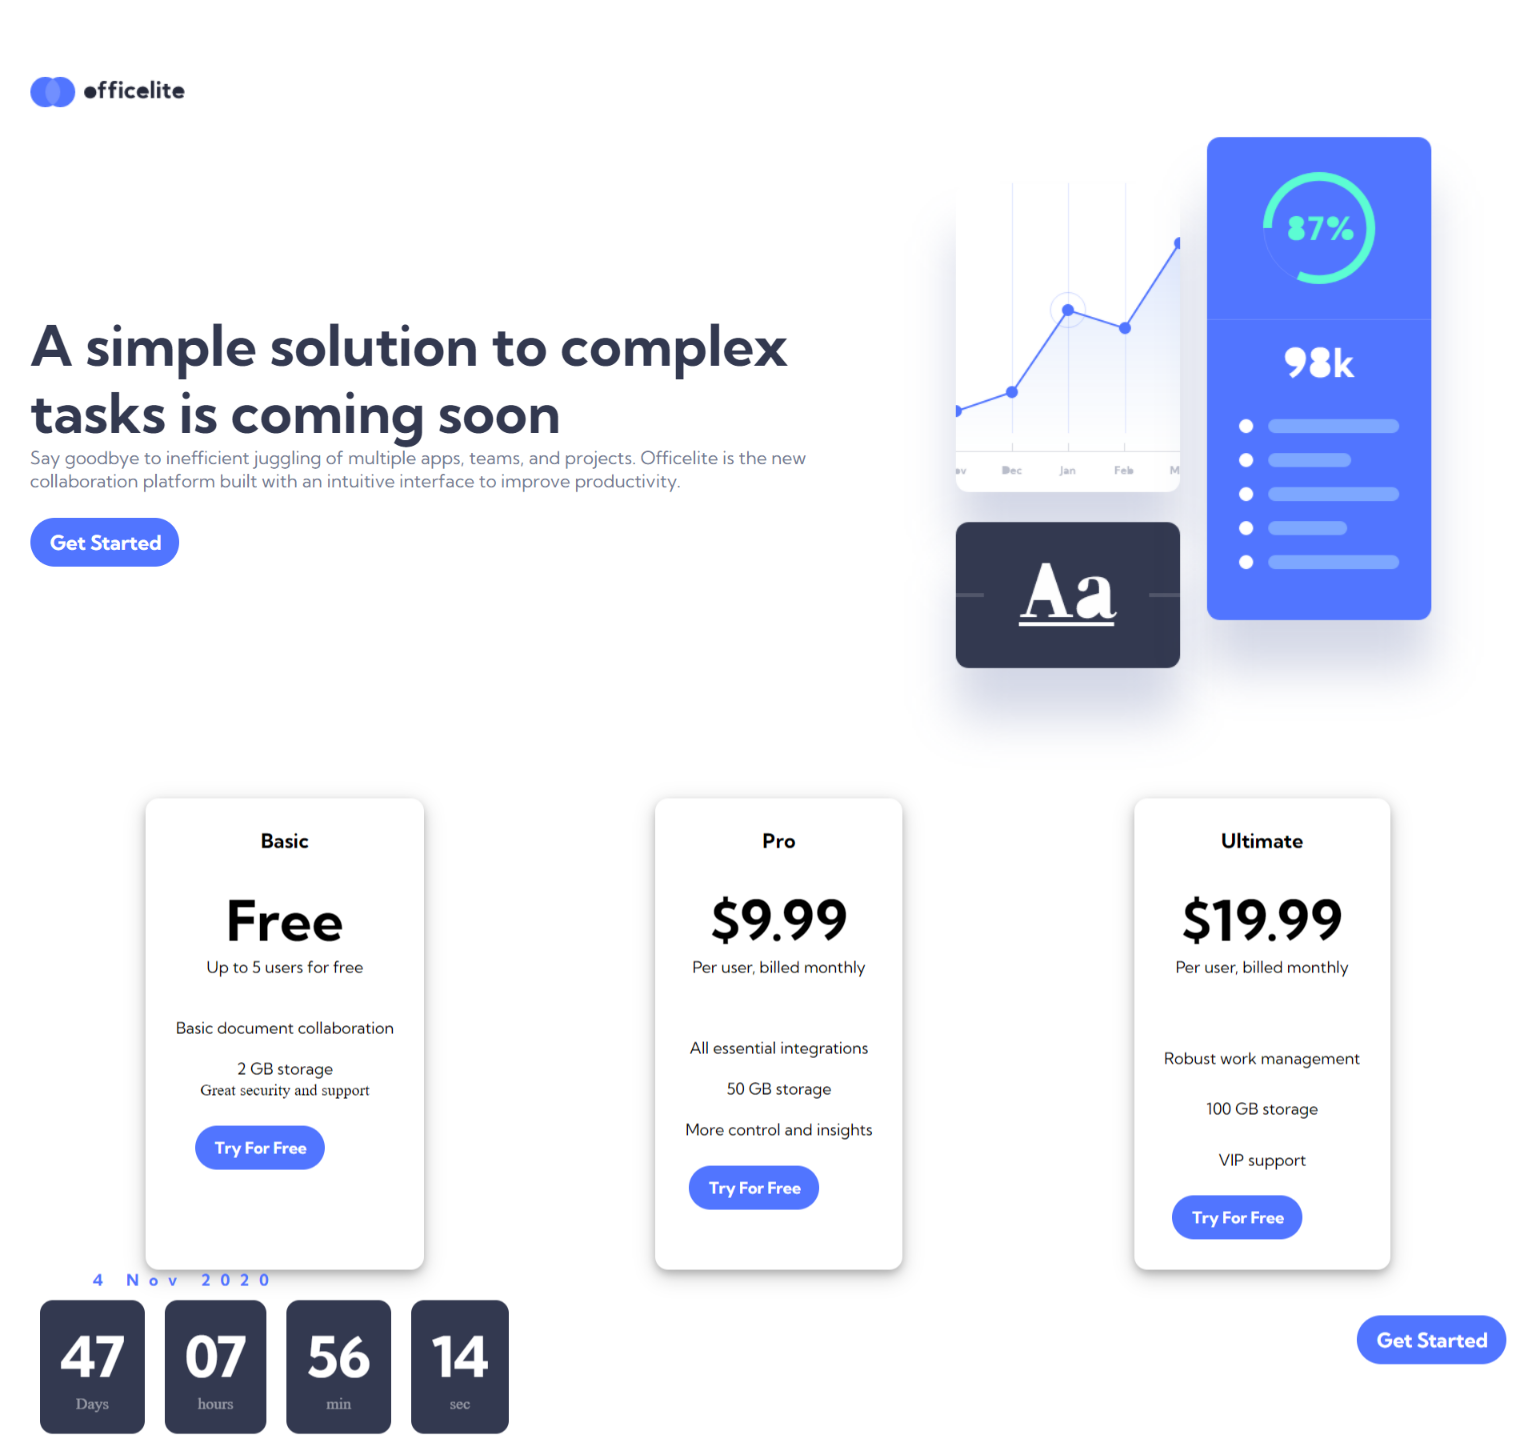 officelite
A simple solution to complex
tasks is coming soon
Say goodbye to inefficient juggling of multiple apps, teams, and projects. Officelite is the new
collaboration platform built with an intuitive interface to improve productivity.
Get Started
87%
98k
av Dec Jan Feb M
Aa
Basic
Free
Up to 5 users for free
Basic document collaboration
2 GB storage
Great security and support
Try For Free
Pro
$9.99
Per user, billed monthly
All essential integrations
50 GB storage
More control and insights
Try For Free
Ultimate
$19.99
Per user, billed monthly
Robust work management
100 GB storage
VIP support
Try For Free
4 Nov 2020
47 07 56 14
Days hours min sec
Get Started